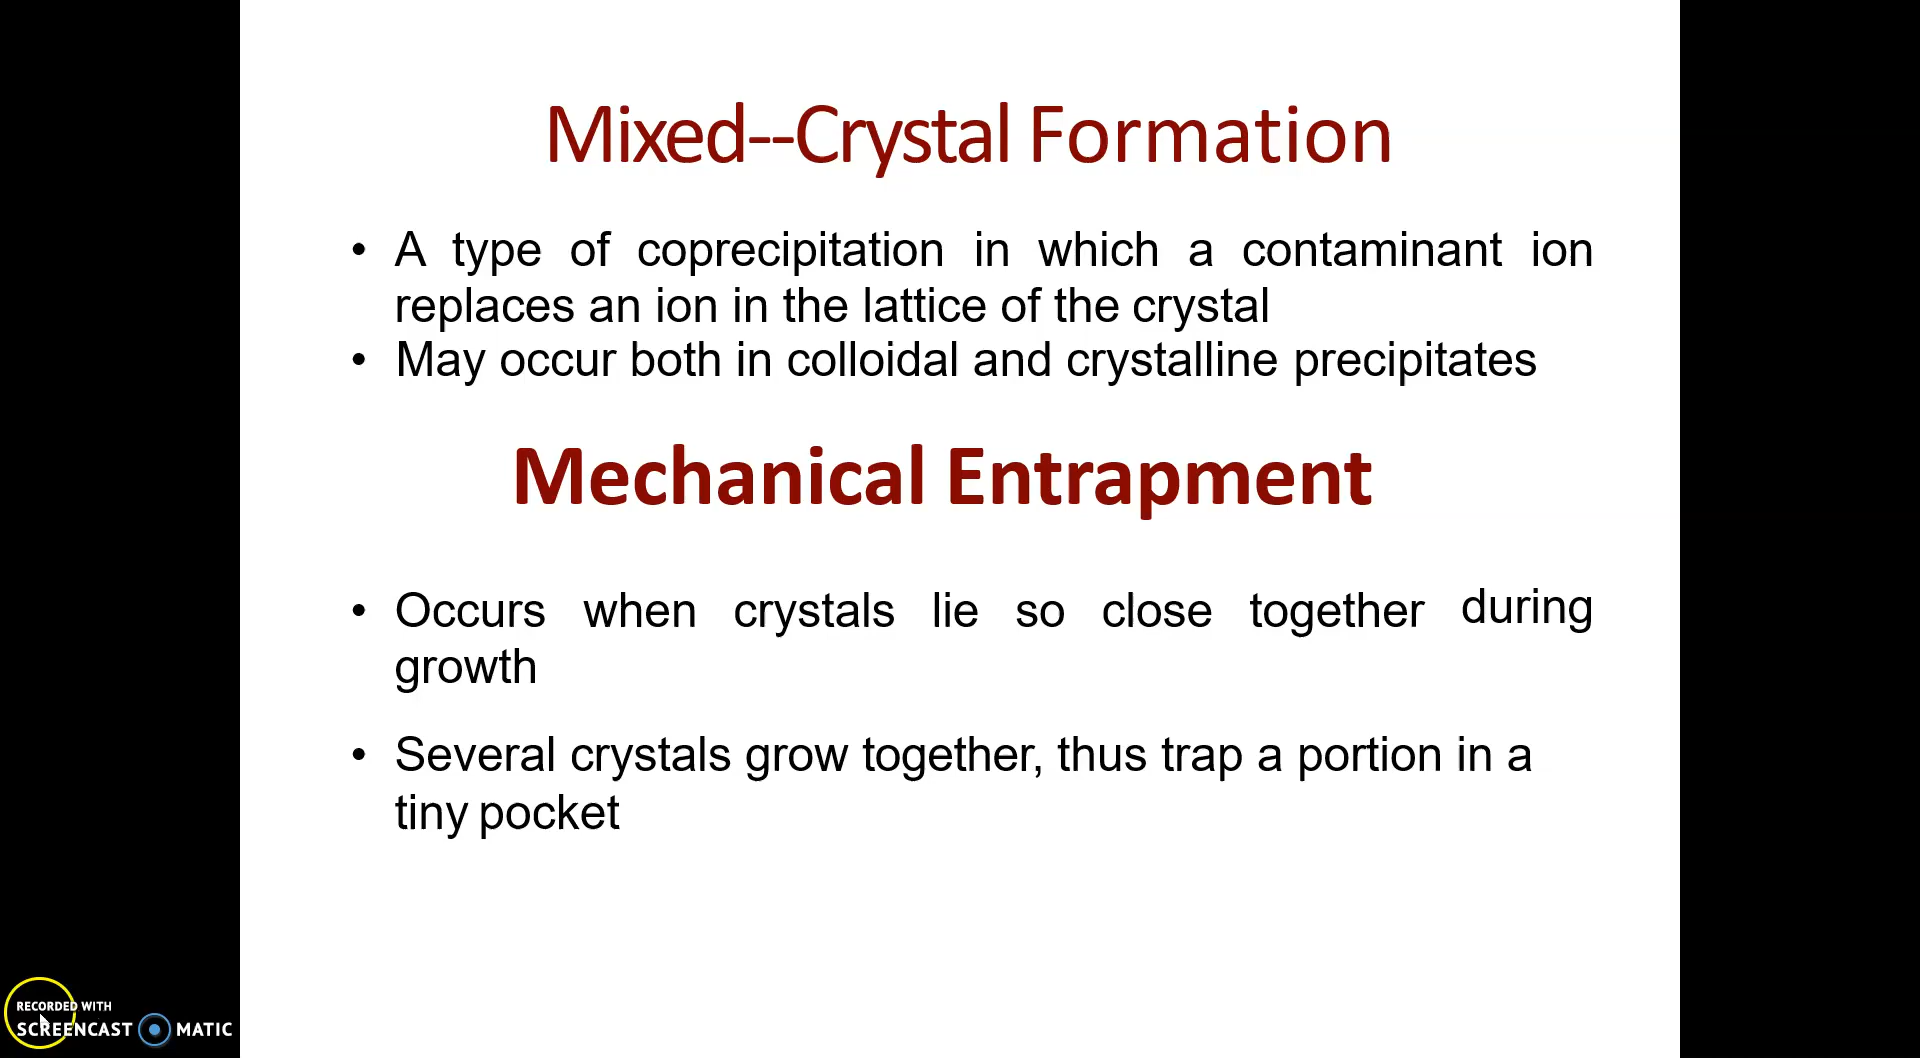 Mixed--Crystal Formation
• A type of coprecipitation in which a contaminant ion
replaces an ion in the lattice of the crystal
• May occur both in colloidal and crystalline precipitates
Mechanical Entrapment
• Occurs when crystals lie so close together during
growth
• Several crystals grow together, thus trap a portion in a
tiny pocket
RECORDED WITH
SCREENCAST MATIC